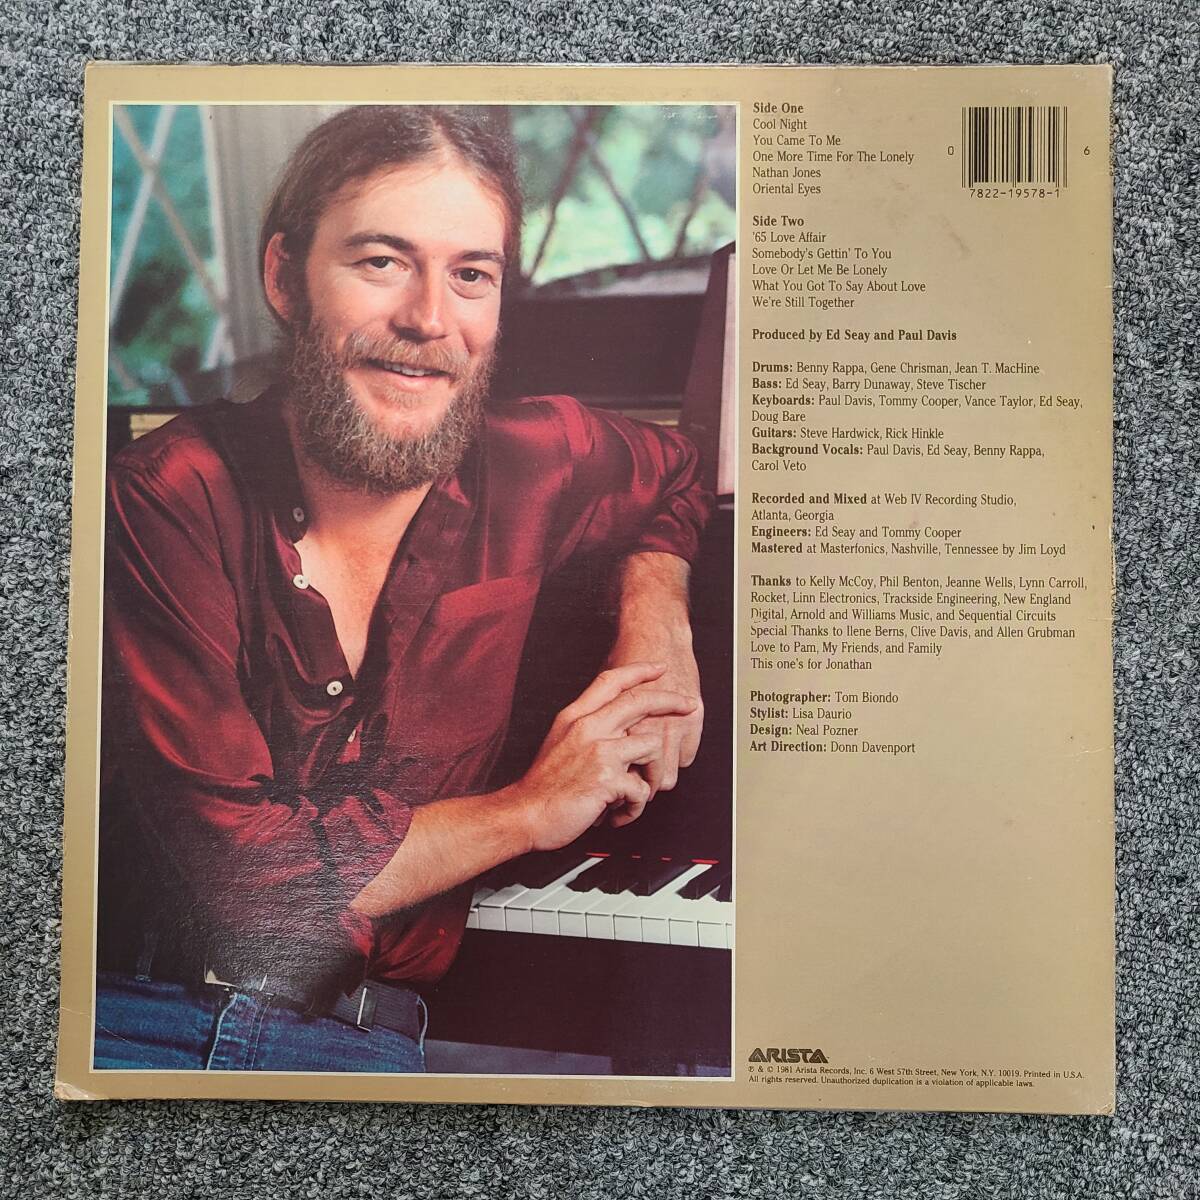 Side One
Cool Night
You Came To Me
One More Time For The Lonely
Nathan Jones
Oriental Eyes
0
6
7822-19578-1
Side Two
'65 Love Affair
Somebody's Gettin' To You
Love Or Let Me Be Lonely
What You Got To Say About Love
We're Still Together
Produced by Ed Seay and Paul Davis
Drums: Benny Rappa, Gene Chrisman, Jean T. MacHine
Bass: Ed Seay, Barry Dunaway, Steve Tischer
Keyboards: Paul Davis, Tommy Cooper, Vance Taylor, Ed Seay,
Doug Bare
Guitars: Steve Hardwick, Rick Hinkle
Background Vocals: Paul Davis, Ed Seay, Benny Rappa,
Carol Veto
Recorded and Mixed at Web IV Recording Studio,
Atlanta, Georgia
Engineers: Ed Seay and Tommy Cooper
Mastered at Masterfonics, Nashville, Tennessee by Jim Loyd
Thanks to Kelly McCoy, Phil Benton, Jeanne Wells, Lynn Carroll,
Rocket, Linn Electronics, Trackside Engineering, New England
Digital, Arnold and Williams Music, and Sequential Circuits
Special Thanks to Ilene Berns, Clive Davis, and Allen Grubman
Love to Pam, My Friends, and Family
This one's for Jonathan
Photographer: Tom Biondo
Stylist: Lisa Daurio
Design: Neal Pozner
Art Direction: Donn Davenport
ARISTA
℗ & © 1981 Arista Records, Inc. 6 West 57th Street, New York, N.Y. 10019. Printed in U.S.A.
All rights reserved. Unauthorized duplication is a violation of applicable laws.